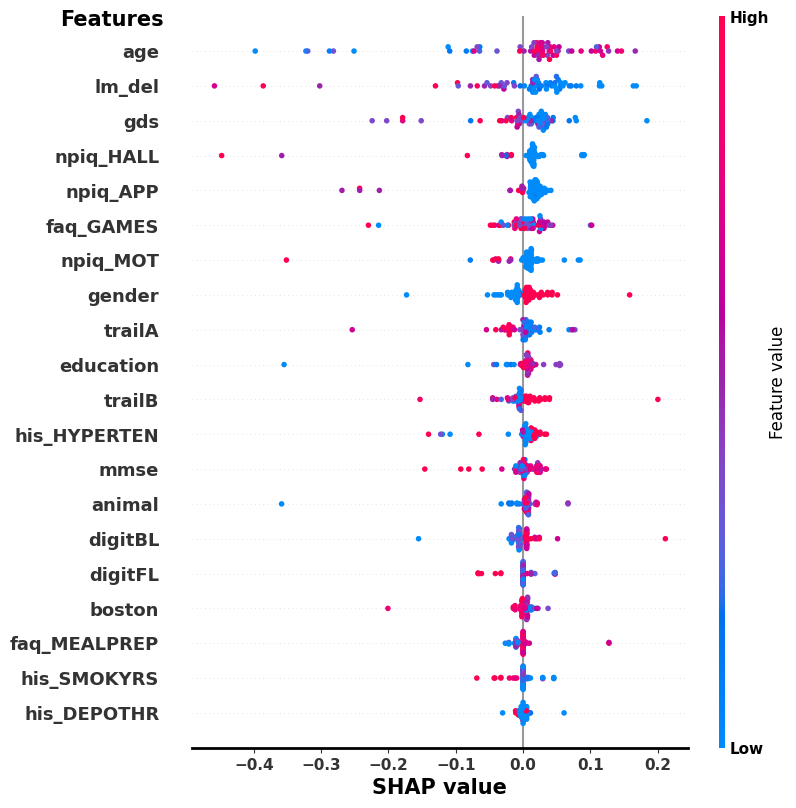 Features
High
age
lm_del
gds
npiq_HALL
npiq_APP
faq_GAMES
npiq_MOT
gender
trailA
education
trailB
his_HYPERTEN
mmse
animal
digitBL
digitFL
boston
faq_MEALPREP
his_SMOKYRS
his_DEPOTHR
Feature value
Low
−0.4 −0.3 −0.2 −0.1 0.0 0.1 0.2
SHAP value